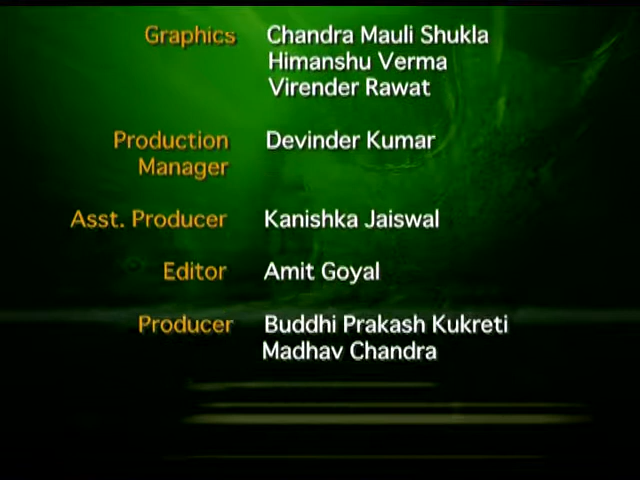 Graphics Chandra Mauli Shukla
Himanshu Verma
Virender Rawat
Production Devinder Kumar
Manager
Asst. Producer Kanishka Jaiswal
Editor Amit Goyal
Producer Buddhi Prakash Kukreti
Madhav Chandra